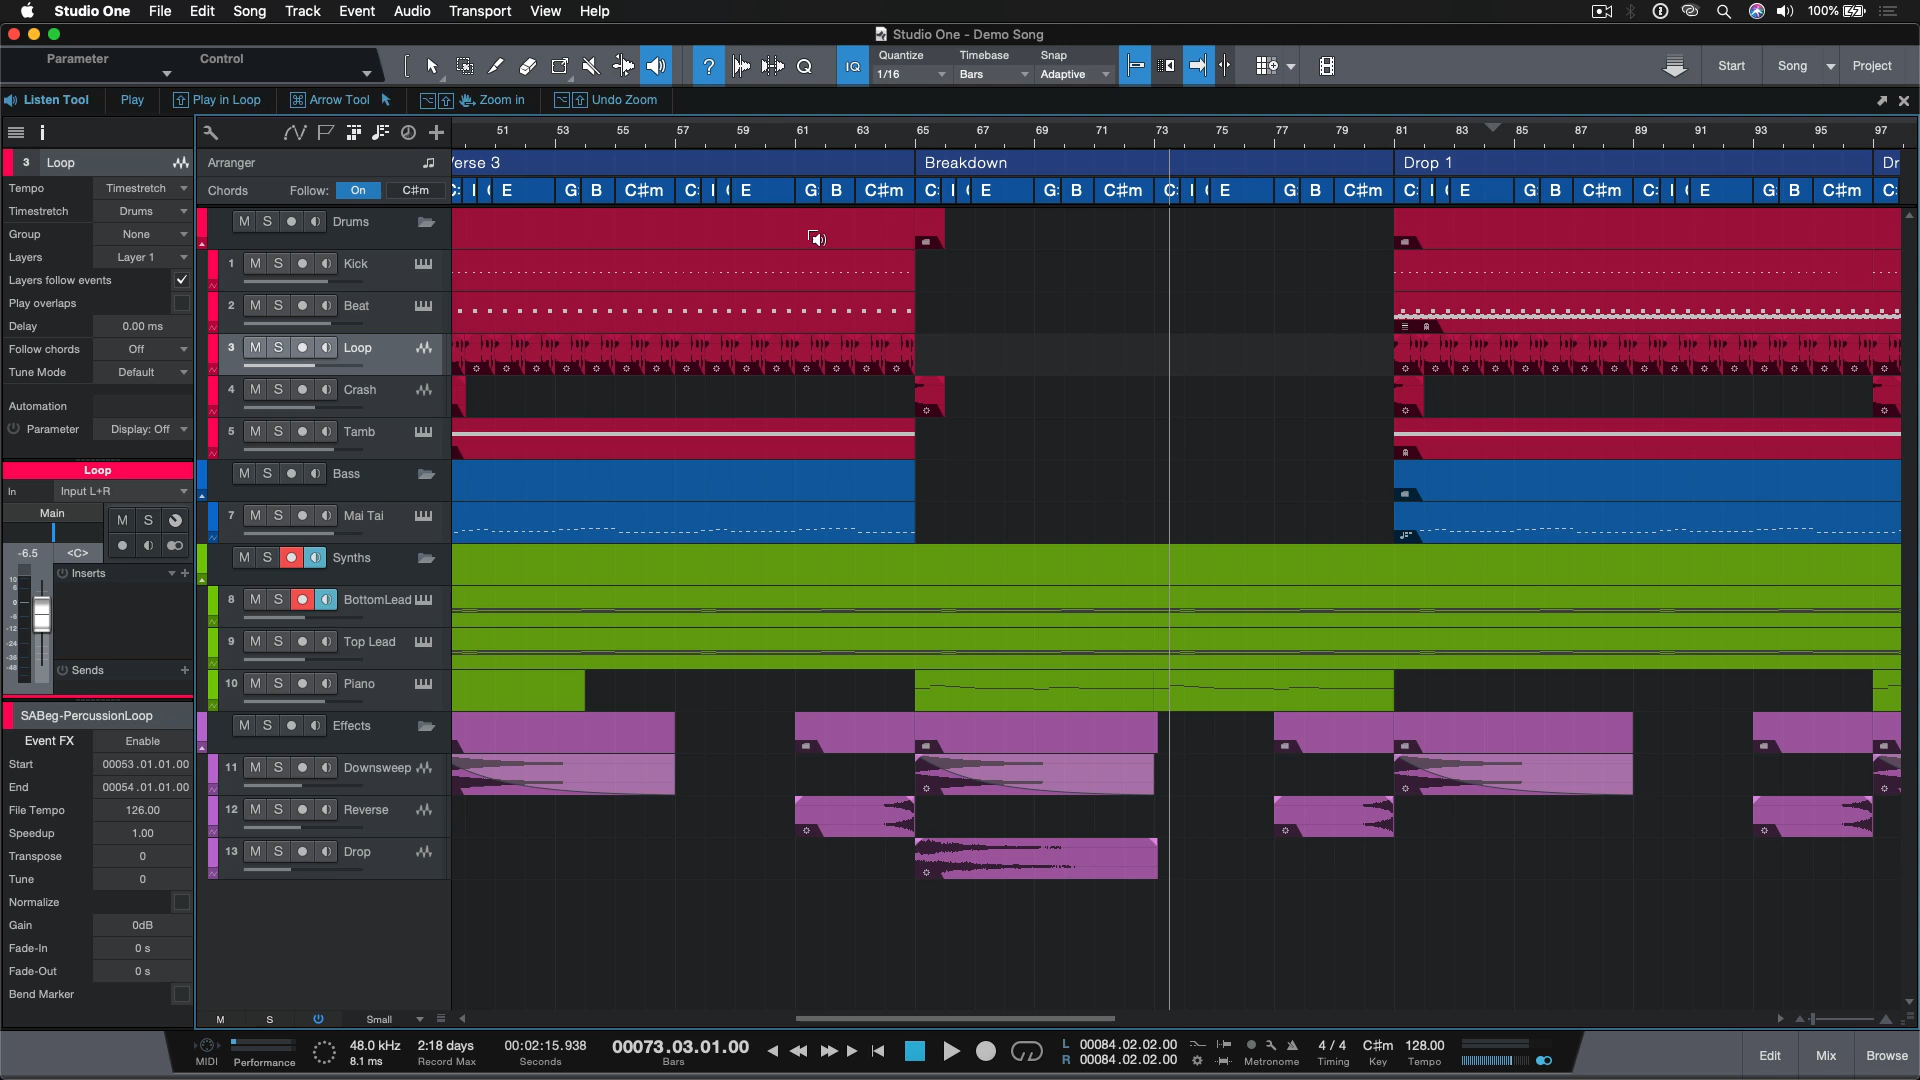 Studio One File Edit Song Track Event Audio Transport View Help
100%
Studio One - Demo Song
Parameter Control
IQ
Quantize Timebase Snap
1/16 Bars Adaptive
Start Song Project
Listen Tool Play Play in Loop Arrow Tool Zoom in Undo Zoom
51 53 55 57 59 61 63 65 67 69 71 73 75 77 79 81 83 85 87 89 91 93 95 97
3 Loop
Arranger
erse 3 Breakdown Drop 1 Dr
Chords Follow: On C#m
C: I ( E G: B C#m C: I ( E G: B C#m C: I ( E G: B C#m C: I ( E G: B C#m C: I ( E G: B C#m C: I ( E G: B C#m C:
Tempo Timestretch
Timestretch Drums
Group None
Layers Layer 1
Layers follow events
Play overlaps
Delay 0.00 ms
Follow chords Off
Tune Mode Default
Automation
Parameter Display: Off
Loop
In Input L+R
Main
M S
-6.5 <C>
Inserts
Sends
SABeg-PercussionLoop
Event FX Enable
Start 00053.01.01.00
End 00054.01.01.00
File Tempo 126.00
Speedup 1.00
Transpose 0
Tune 0
Normalize
Gain 0dB
Fade-In 0 s
Fade-Out 0 s
Bend Marker
M S Drums
1 M S Kick
2 M S Beat
3 M S Loop
4 M S Crash
5 M S Tamb
M S Bass
7 M S Mai Tai
M S Synths
8 M S BottomLead
9 M S Top Lead
10 M S Piano
M S Effects
11 M S Downsweep
12 M S Reverse
13 M S Drop
M S Small
MIDI Performance
48.0 kHz 8.1 ms
2:18 days Record Max
00:02:15.938 Seconds
00073.03.01.00 Bars
L 00084.02.02.00
R 00084.02.02.00
Metronome
4 / 4 Timing
C#m Key
128.00 Tempo
Edit Mix Browse